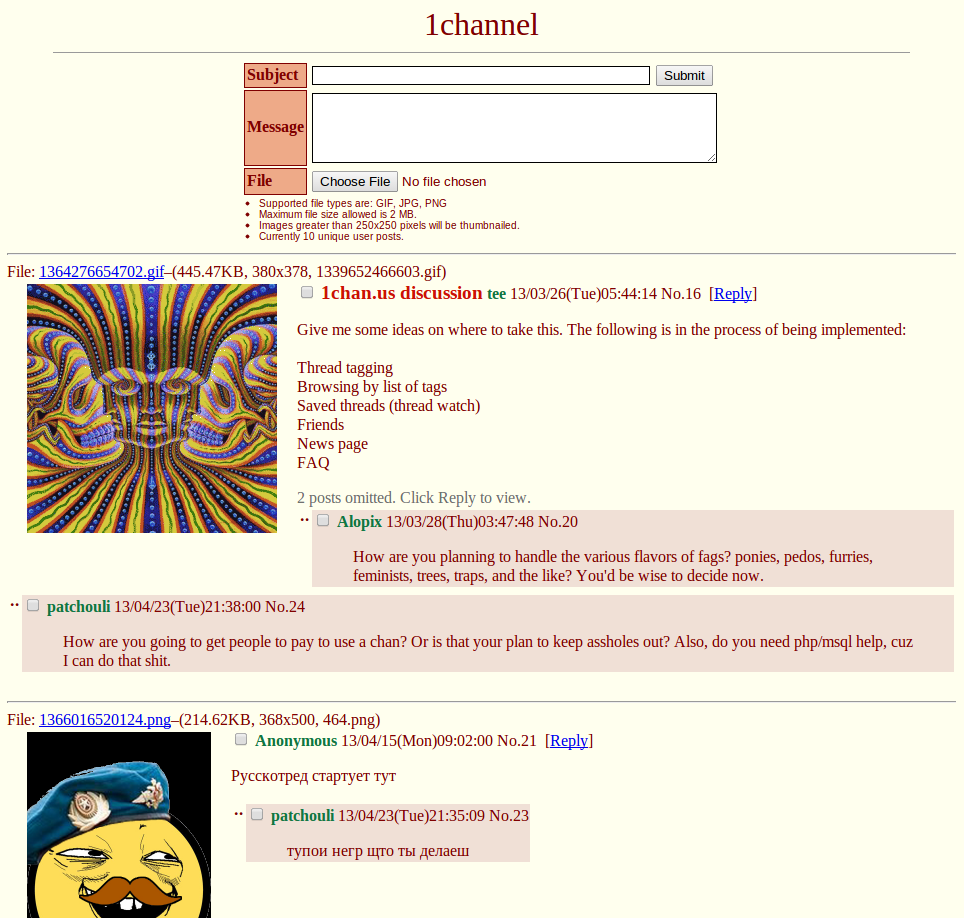 1channel
Subject
Submit
Message
File
Choose File No file chosen
Supported file types are: GIF, JPG, PNG
Maximum file size allowed is 2 MB.
Images greater than 250x250 pixels will be thumbnailed.
Currently 10 unique user posts.
File: 1364276654702.gif–(445.47KB, 380x378, 1339652466603.gif)
1chan.us discussion tee 13/03/26(Tue)05:44:14 No.16 [Reply]
Give me some ideas on where to take this. The following is in the process of being implemented:
Thread tagging
Browsing by list of tags
Saved threads (thread watch)
Friends
News page
FAQ
2 posts omitted. Click Reply to view.
Alopix 13/03/28(Thu)03:47:48 No.20
How are you planning to handle the various flavors of fags? ponies, pedos, furries,
feminists, trees, traps, and the like? You'd be wise to decide now.
patchouli 13/04/23(Tue)21:38:00 No.24
How are you going to get people to pay to use a chan? Or is that your plan to keep assholes out? Also, do you need php/msql help, cuz
I can do that shit.
File: 1366016520124.png–(214.62KB, 368x500, 464.png)
Anonymous 13/04/15(Mon)09:02:00 No.21 [Reply]
Русскотред стартует тут
patchouli 13/04/23(Tue)21:35:09 No.23
тупои негр щто ты делаеш